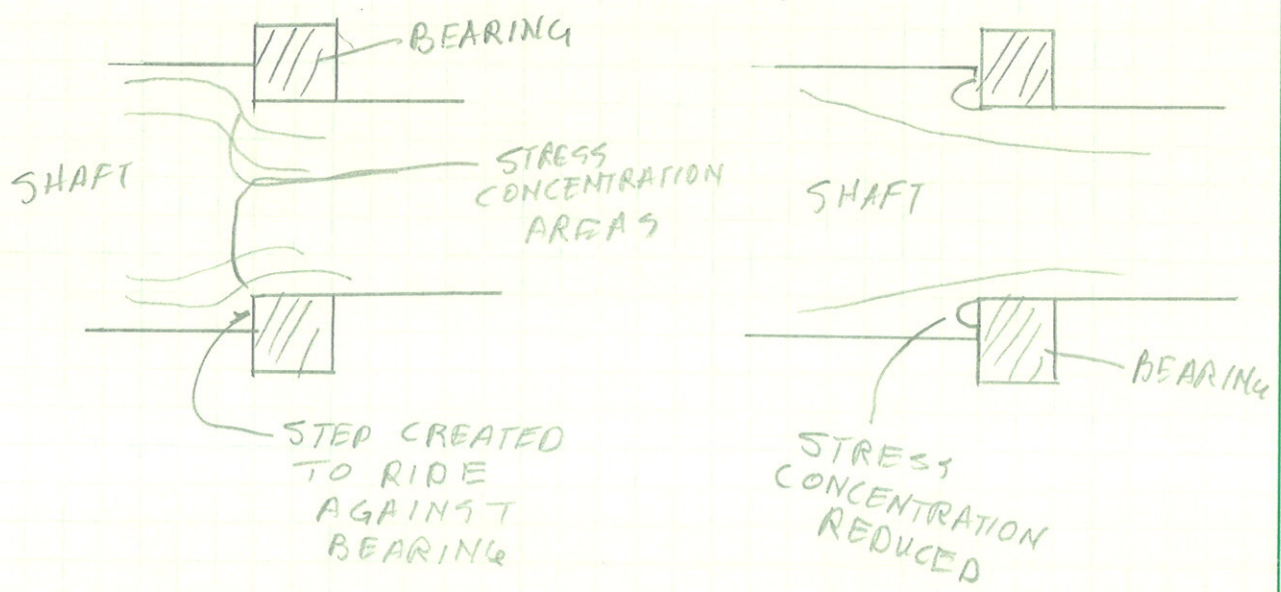 BEARING
SHAFT
STRESS
CONCENTRATION
AREAS
STEP CREATED
TO RIDE
AGAINST
BEARING
SHAFT
BEARING
STRESS
CONCENTRATION
REDUCED